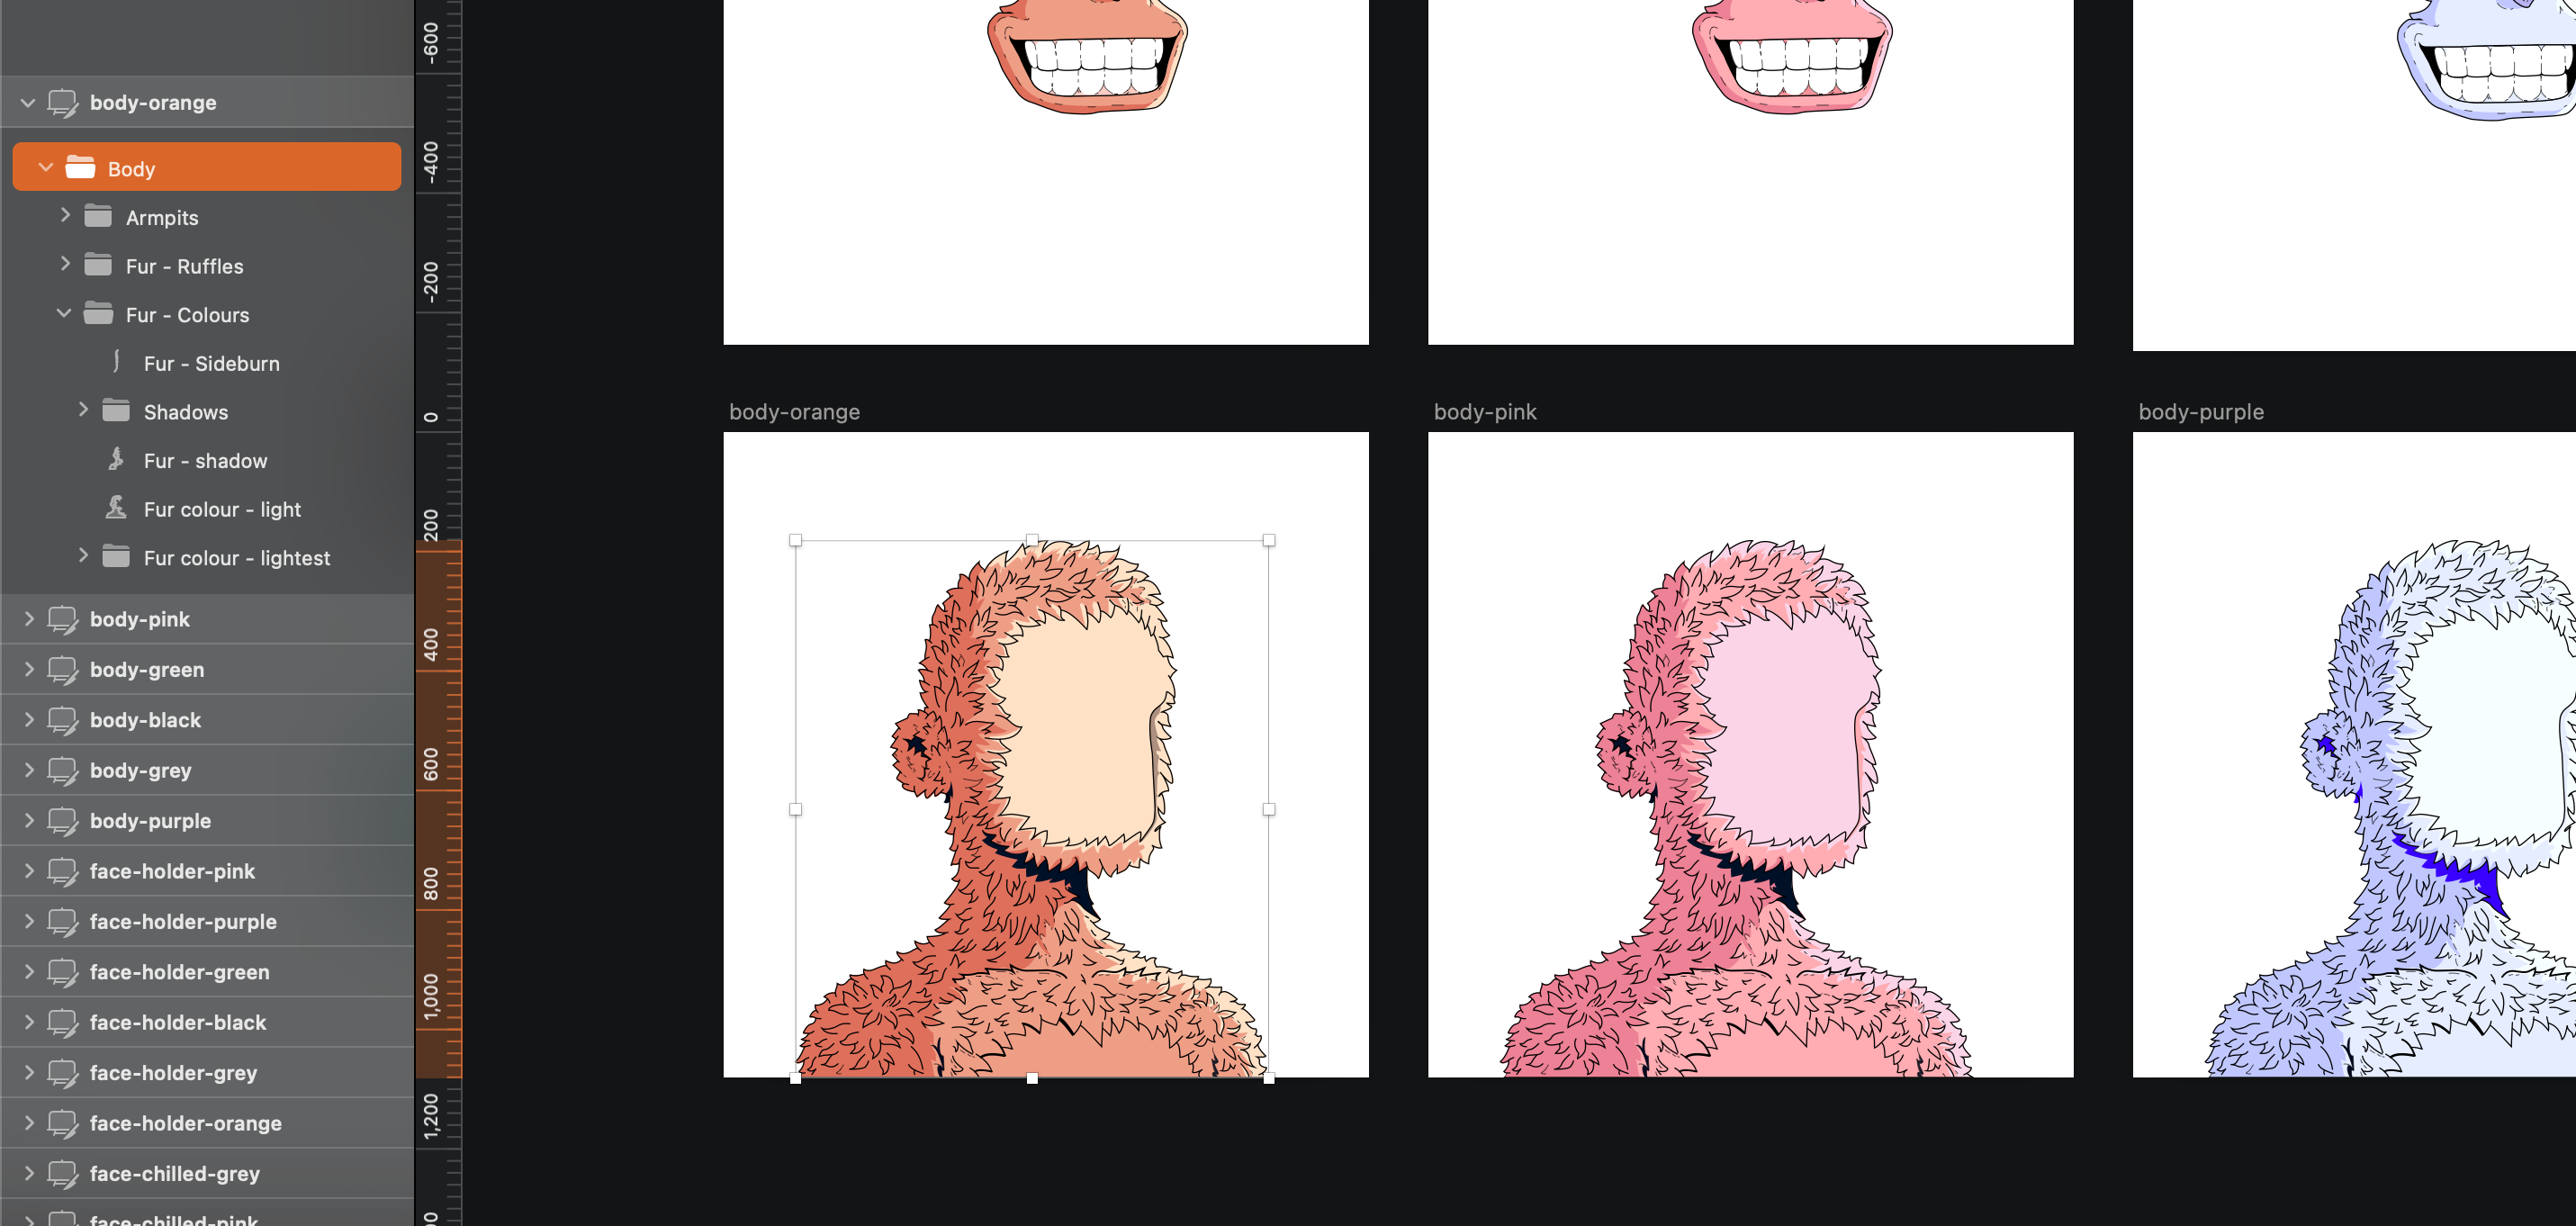 body-orange
Body
Armpits
Fur - Ruffles
Fur - Colours
Fur - Sideburn
Shadows
Fur - shadow
Fur colour - light
Fur colour - lightest
body-pink
body-green
body-black
body-grey
body-purple
face-holder-pink
face-holder-purple
face-holder-green
face-holder-black
face-holder-grey
face-holder-orange
face-chilled-grey
face-chilled-pink
-600
-400
-200
0
200
400
600
800
1,000
1,200
body-orange
body-pink
body-purple